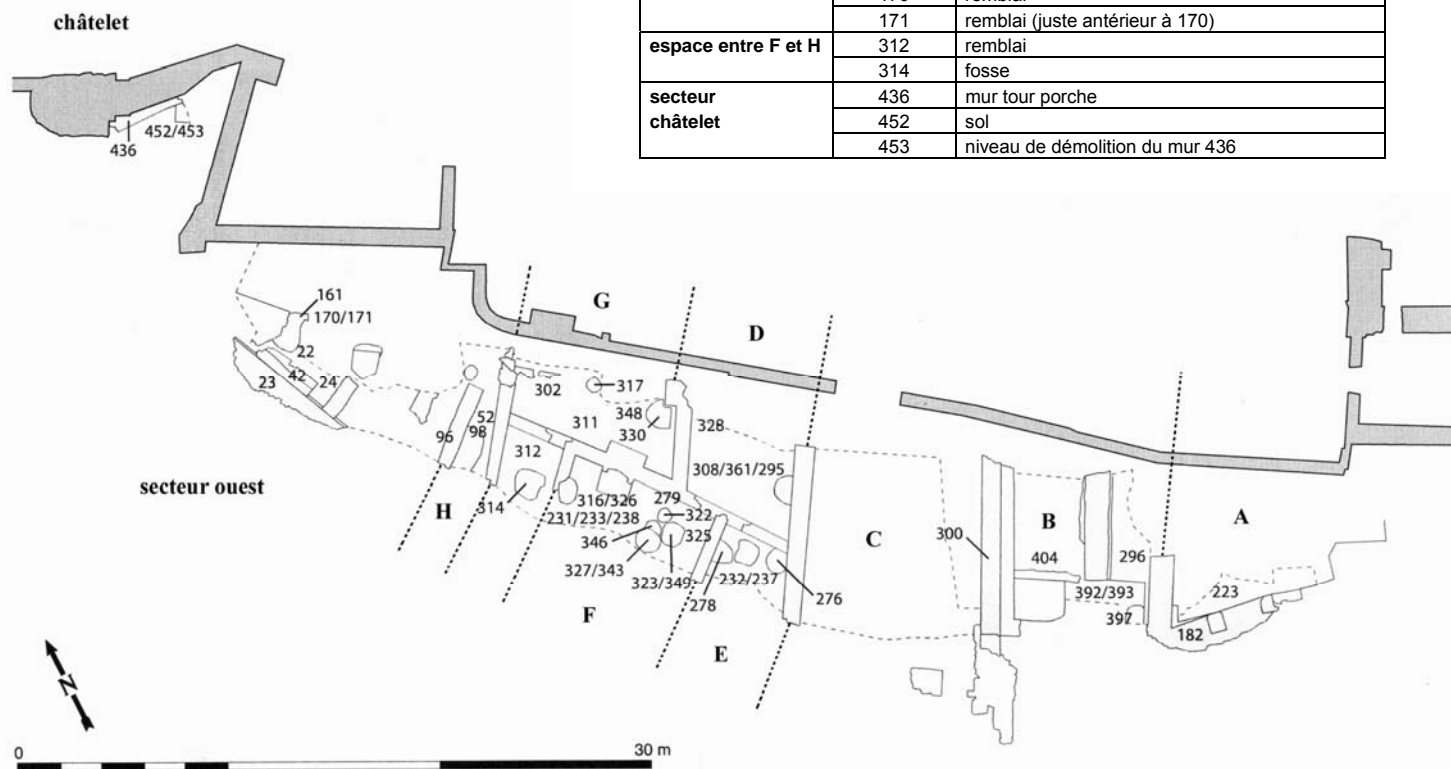 châtelet
171 remblai (juste antérieur à 170)
espace entre F et H 312 remblai
314 fosse
secteur châtelet 436 mur tour porche
452 sol
453 niveau de démolition du mur 436
452/453
436
161
170/171
22
42
24
23
G
D
302
317
348
330
311
328
96
98
52
312
314
308/361/295
316/326
279
231/233/238
322
325
346
327/343
323/349
278
232/237
276
secteur ouest
H
F
E
C
300
B
404
296
392/393
397
A
223
182
N
0
30 m